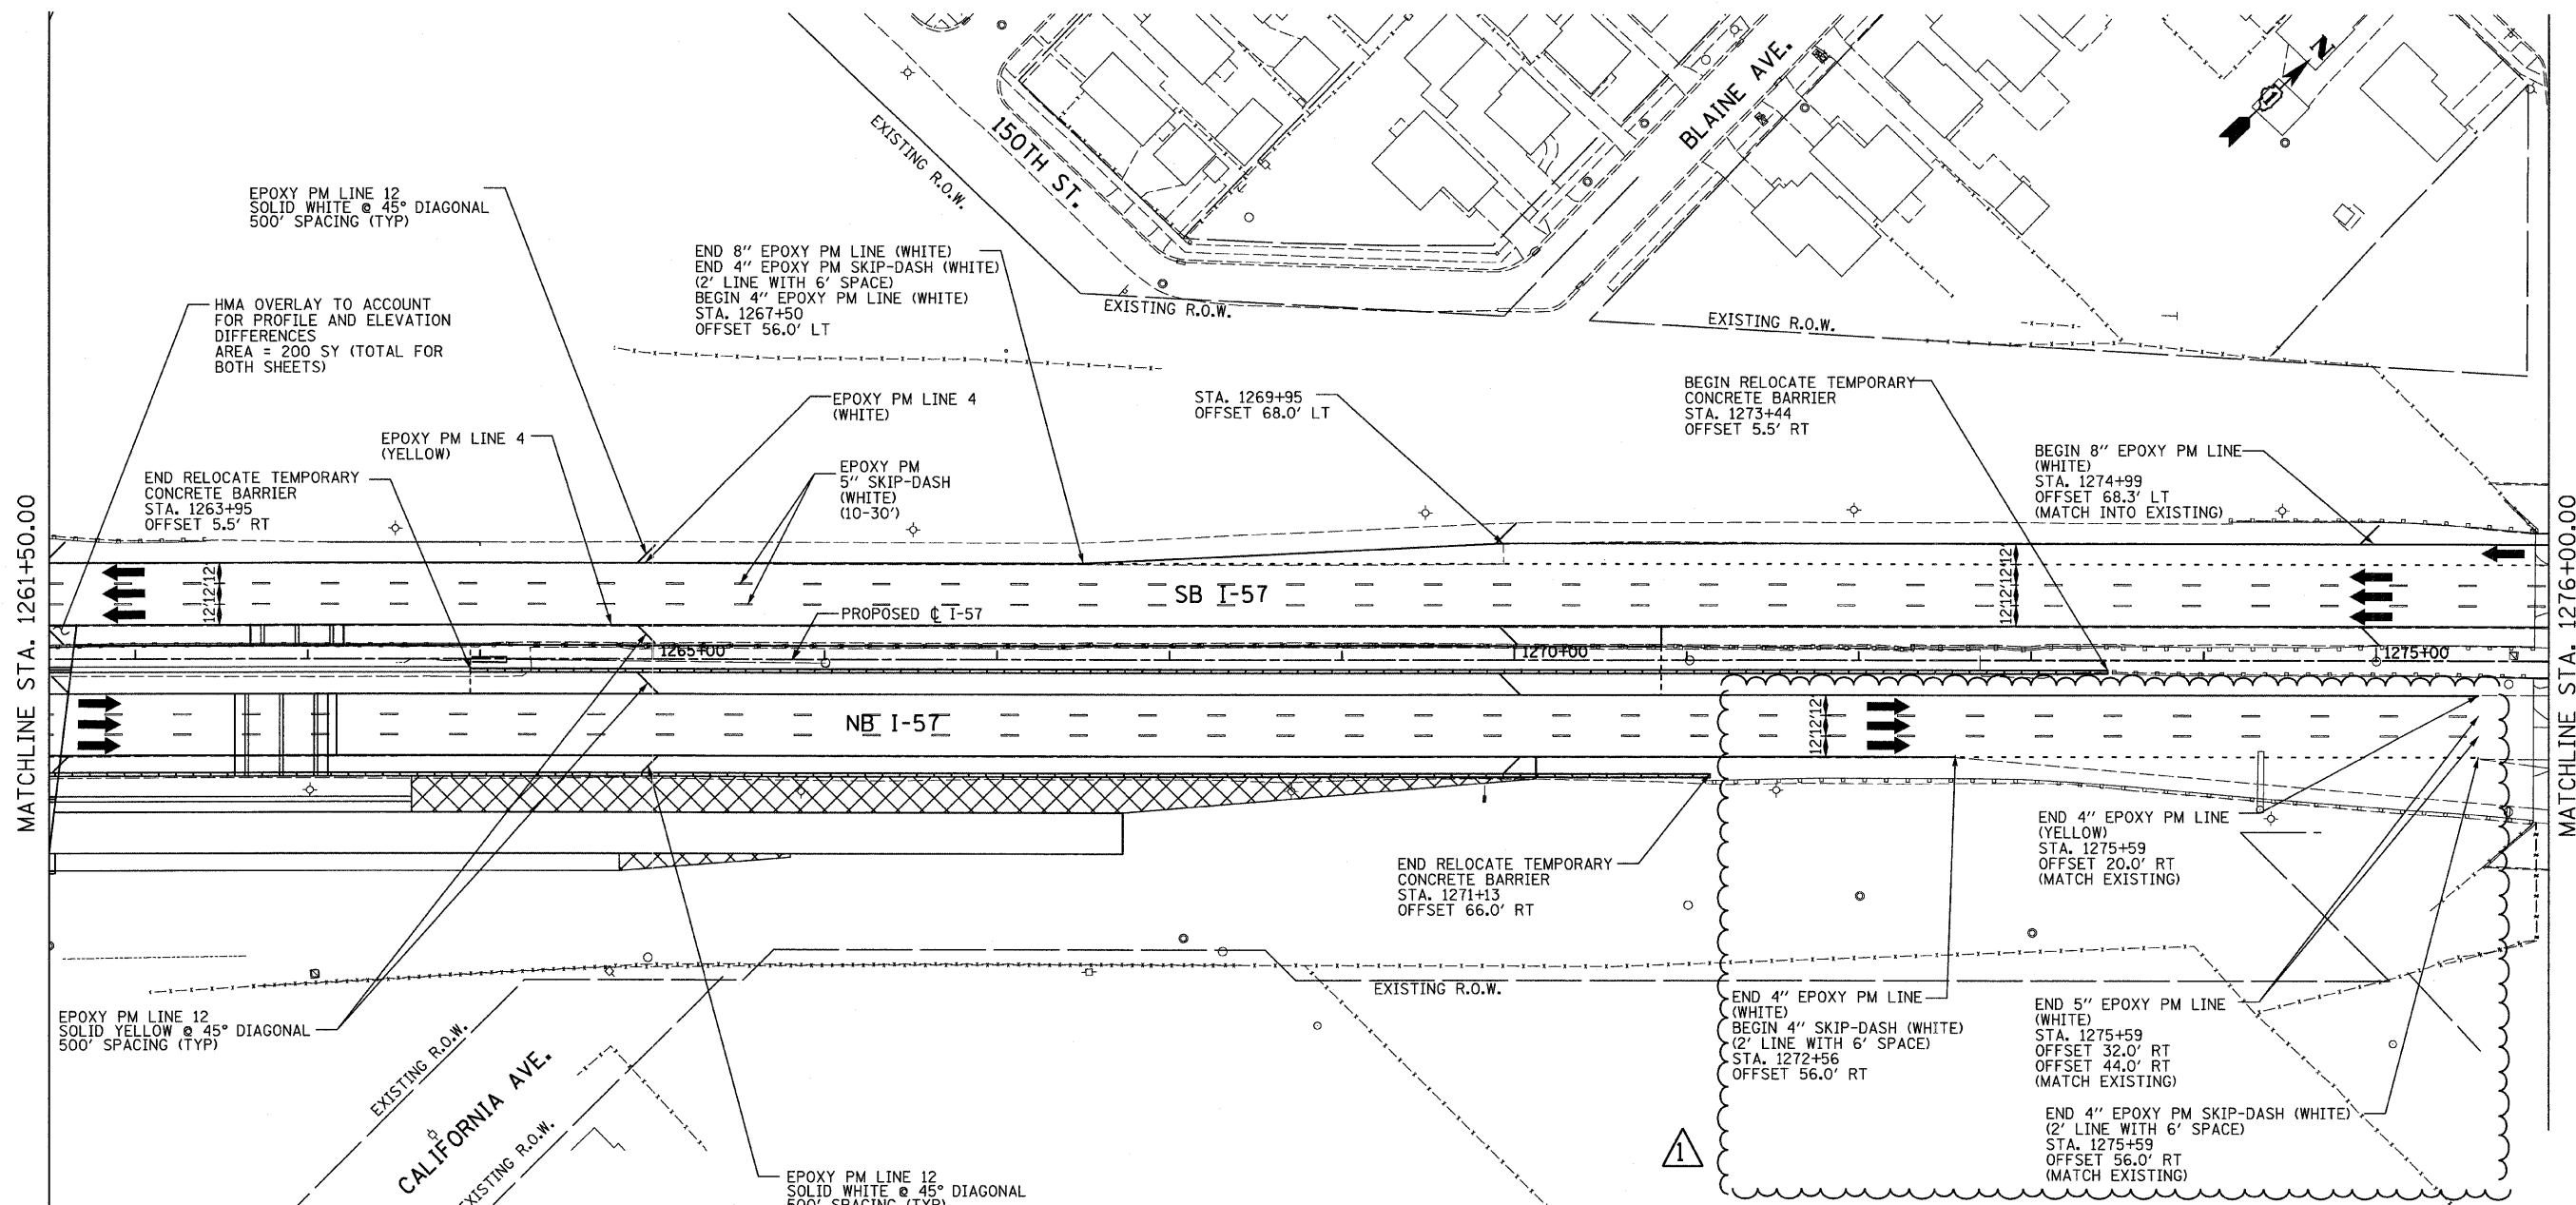 N
150TH ST.
BLAINE AVE.
EXISTING R.O.W.
EPOXY PM LINE 12
SOLID WHITE @ 45° DIAGONAL
500' SPACING (TYP)
END 8" EPOXY PM LINE (WHITE)
END 4" EPOXY PM SKIP-DASH (WHITE)
(2' LINE WITH 6' SPACE)
BEGIN 4" EPOXY PM LINE (WHITE)
STA. 1267+50
OFFSET 56.0' LT
EXISTING R.O.W.
EXISTING R.O.W.
HMA OVERLAY TO ACCOUNT
FOR PROFILE AND ELEVATION
DIFFERENCES
AREA = 200 SY (TOTAL FOR
BOTH SHEETS)
EPOXY PM LINE 4
(WHITE)
STA. 1269+95
OFFSET 68.0' LT
BEGIN RELOCATE TEMPORARY
CONCRETE BARRIER
STA. 1273+44
OFFSET 5.5' RT
EPOXY PM LINE 4
(YELLOW)
END RELOCATE TEMPORARY
CONCRETE BARRIER
STA. 1263+95
OFFSET 5.5' RT
EPOXY PM
5" SKIP-DASH
(WHITE)
(10-30')
BEGIN 8" EPOXY PM LINE
(WHITE)
STA. 1274+99
OFFSET 68.3' LT
(MATCH INTO EXISTING)
MATCHLINE STA. 1261+50.00
MATCHLINE STA. 1276+00.00
12'12'12'
SB I-57
12'12'12'12'
PROPOSED ℄ I-57
1265+00
1270+00
1275+00
NB I-57
12'12'12'
END RELOCATE TEMPORARY
CONCRETE BARRIER
STA. 1271+13
OFFSET 66.0' RT
END 4" EPOXY PM LINE
(YELLOW)
STA. 1275+59
OFFSET 20.0' RT
(MATCH EXISTING)
EXISTING R.O.W.
EPOXY PM LINE 12
SOLID YELLOW @ 45° DIAGONAL
500' SPACING (TYP)
END 4" EPOXY PM LINE
(WHITE)
BEGIN 4" SKIP-DASH (WHITE)
(2' LINE WITH 6' SPACE)
STA. 1272+56
OFFSET 56.0' RT
END 5" EPOXY PM LINE
(WHITE)
STA. 1275+59
OFFSET 32.0' RT
OFFSET 44.0' RT
(MATCH EXISTING)
EXISTING R.O.W.
CALIFORNIA AVE.
EXISTING R.O.W.
1
END 4" EPOXY PM SKIP-DASH (WHITE)
(2' LINE WITH 6' SPACE)
STA. 1275+59
OFFSET 56.0' RT
(MATCH EXISTING)
EPOXY PM LINE 12
SOLID WHITE @ 45° DIAGONAL
500' SPACING (TYP)